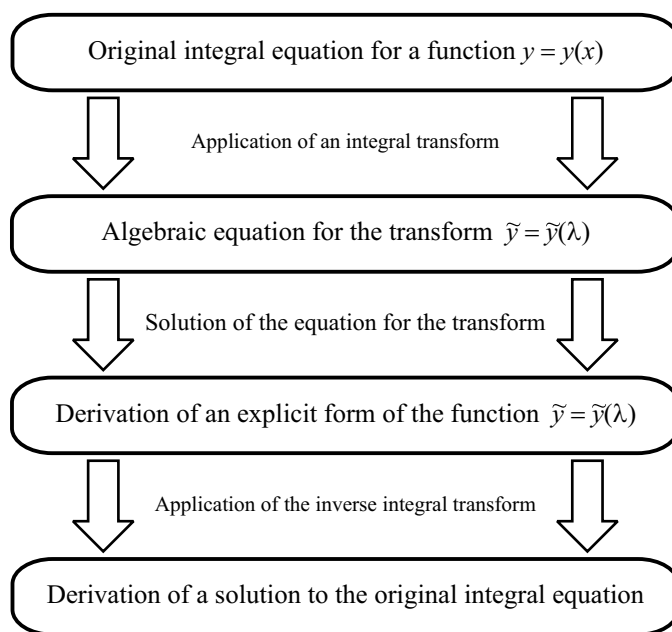 Original integral equation for a function y = y(x)
Application of an integral transform
Algebraic equation for the transform ỹ = ỹ(λ)
Solution of the equation for the transform
Derivation of an explicit form of the function ỹ = ỹ(λ)
Application of the inverse integral transform
Derivation of a solution to the original integral equation